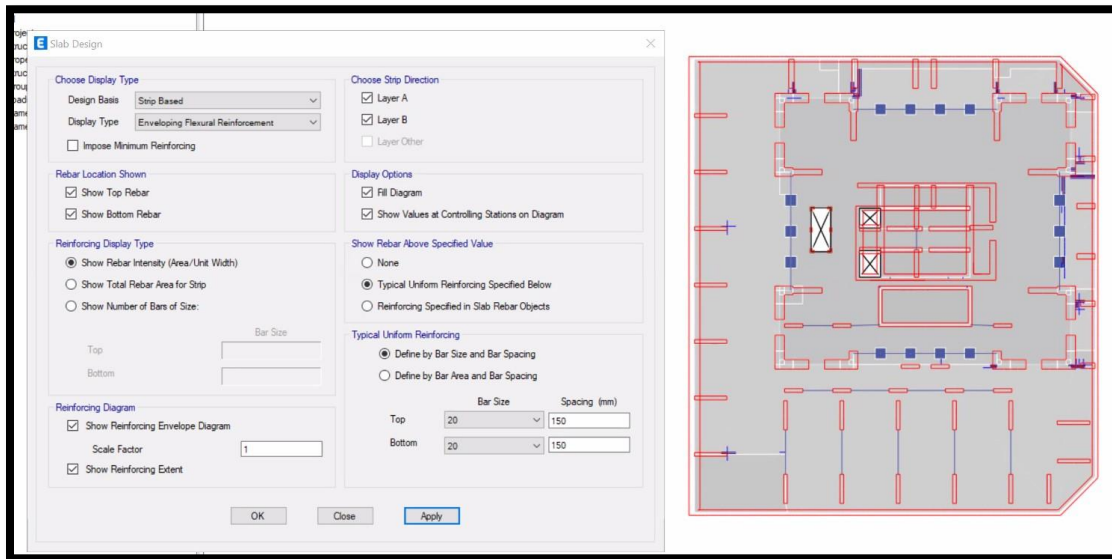 E Slab Design
Choose Display Type
Design Basis Strip Based
Display Type Enveloping Flexural Reinforcement
Impose Minimum Reinforcing
Rebar Location Shown
Show Top Rebar
Show Bottom Rebar
Reinforcing Display Type
Show Rebar Intensity (Area/Unit Width)
Show Total Rebar Area for Strip
Show Number of Bars of Size:
Bar Size
Top
Bottom
Reinforcing Diagram
Show Reinforcing Envelope Diagram
Scale Factor 1
Show Reinforcing Extent
Choose Strip Direction
Layer A
Layer B
Layer Other
Display Options
Fill Diagram
Show Values at Controlling Stations on Diagram
Show Rebar Above Specified Value
None
Typical Uniform Reinforcing Specified Below
Reinforcing Specified in Slab Rebar Objects
Typical Uniform Reinforcing
Define by Bar Size and Bar Spacing
Define by Bar Area and Bar Spacing
Bar Size Spacing (mm)
Top 20 150
Bottom 20 150
OK Close Apply